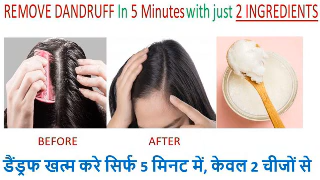 REMOVE DANDRUFF In 5 Minutes with just 2 INGREDIENTS
BEFORE AFTER
डैंड्रफ खत्म करे सिर्फ 5 मिनट में, केवल 2 चीजों से